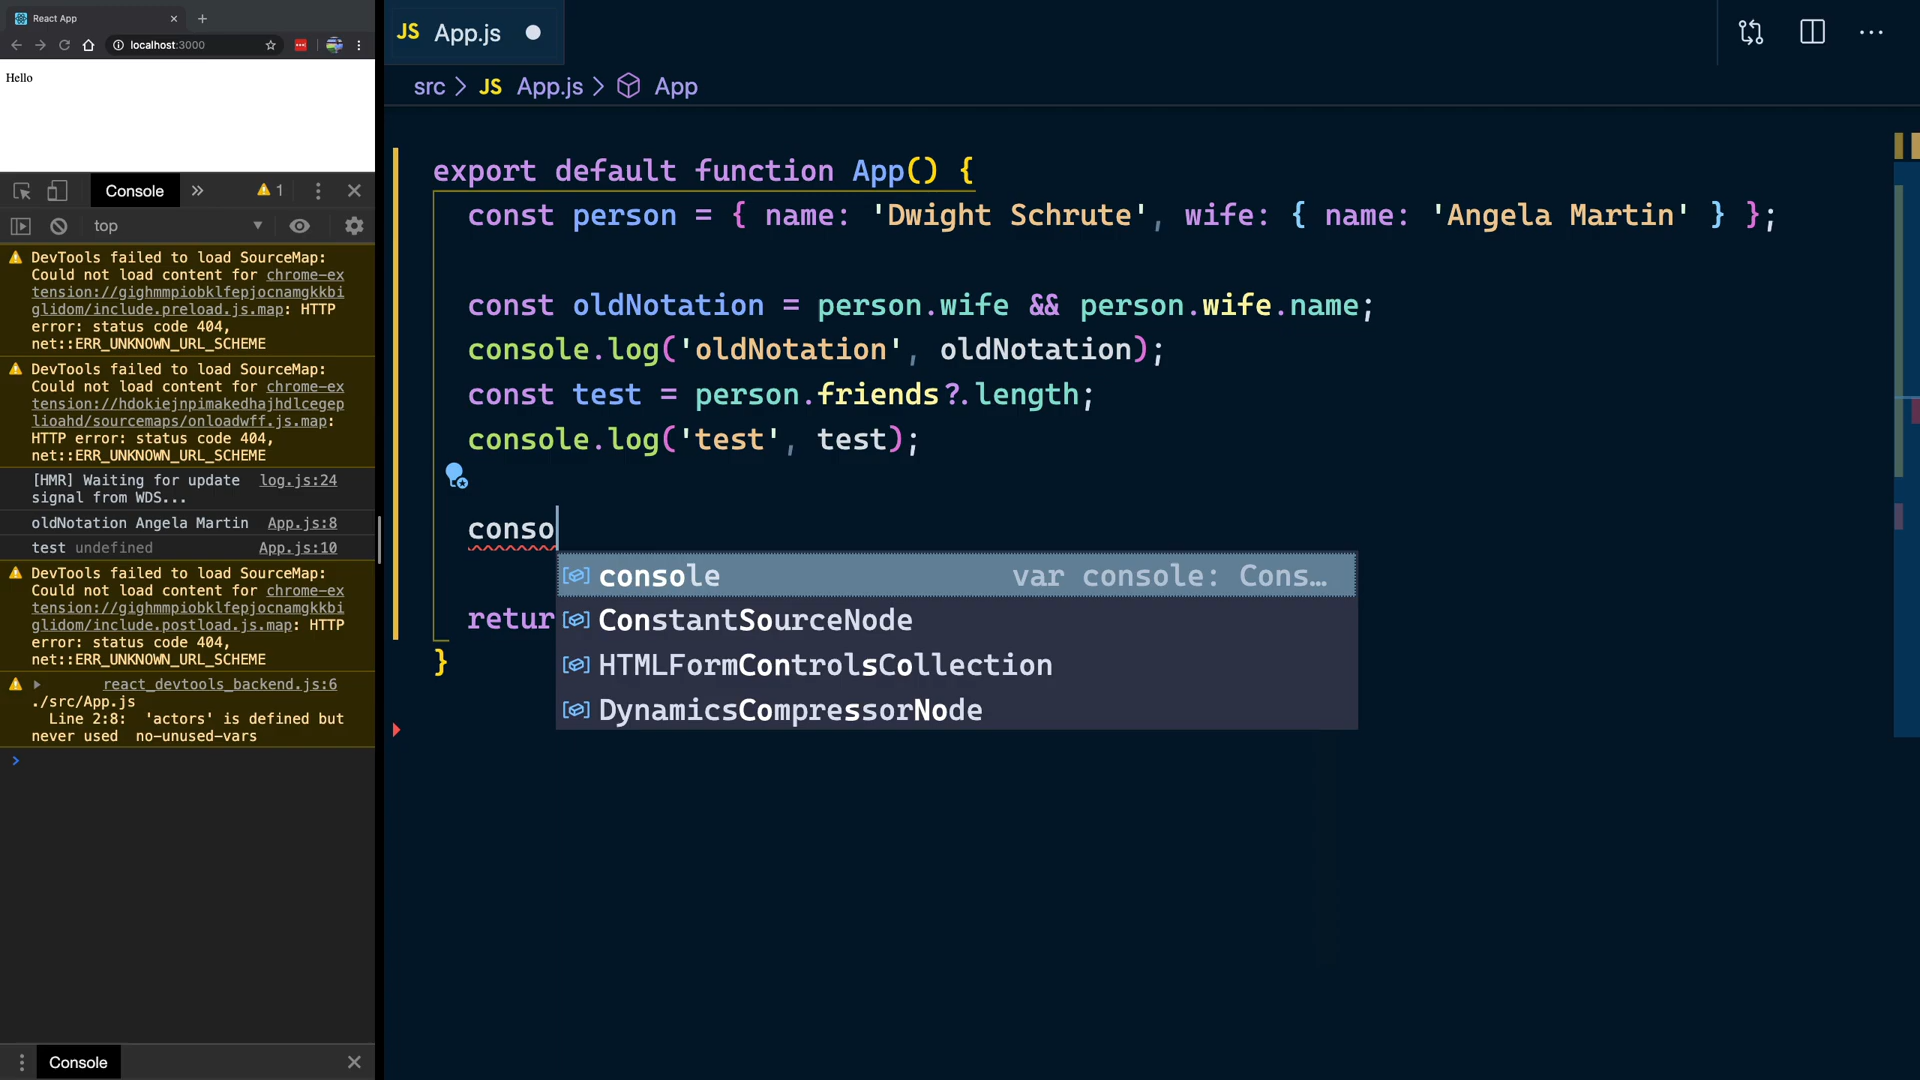 React App
localhost:3000
Hello
Console
1
top
DevTools failed to load SourceMap:
Could not load content for chrome-ex
tension://gighmmpiobklfepjocnamgkkbi
glidom/include.preload.js.map: HTTP
error: status code 404,
net::ERR_UNKNOWN_URL_SCHEME
DevTools failed to load SourceMap:
Could not load content for chrome-ex
tension://hdokiejnpimakedhajhdlcegep
lioahd/sourcemaps/onloadwff.js.map:
HTTP error: status code 404,
net::ERR_UNKNOWN_URL_SCHEME
[HMR] Waiting for update log.js:24
signal from WDS...
oldNotation Angela Martin App.js:8
test undefined App.js:10
DevTools failed to load SourceMap:
Could not load content for chrome-ex
tension://gighmmpiobklfepjocnamgkkbi
glidom/include.postload.js.map: HTTP
error: status code 404,
net::ERR_UNKNOWN_URL_SCHEME
react_devtools_backend.js:6
./src/App.js
Line 2:8: 'actors' is defined but
never used no-unused-vars
>
Console
JS App.js
src > JS App.js > App
export default function App() {
const person = { name: 'Dwight Schrute', wife: { name: 'Angela Martin' } };
const oldNotation = person.wife && person.wife.name;
console.log('oldNotation', oldNotation);
const test = person.friends?.length;
console.log('test', test);
conso
console var console: Cons…
ConstantSourceNode
retur
HTMLFormControlsCollection
}
DynamicsCompressorNode